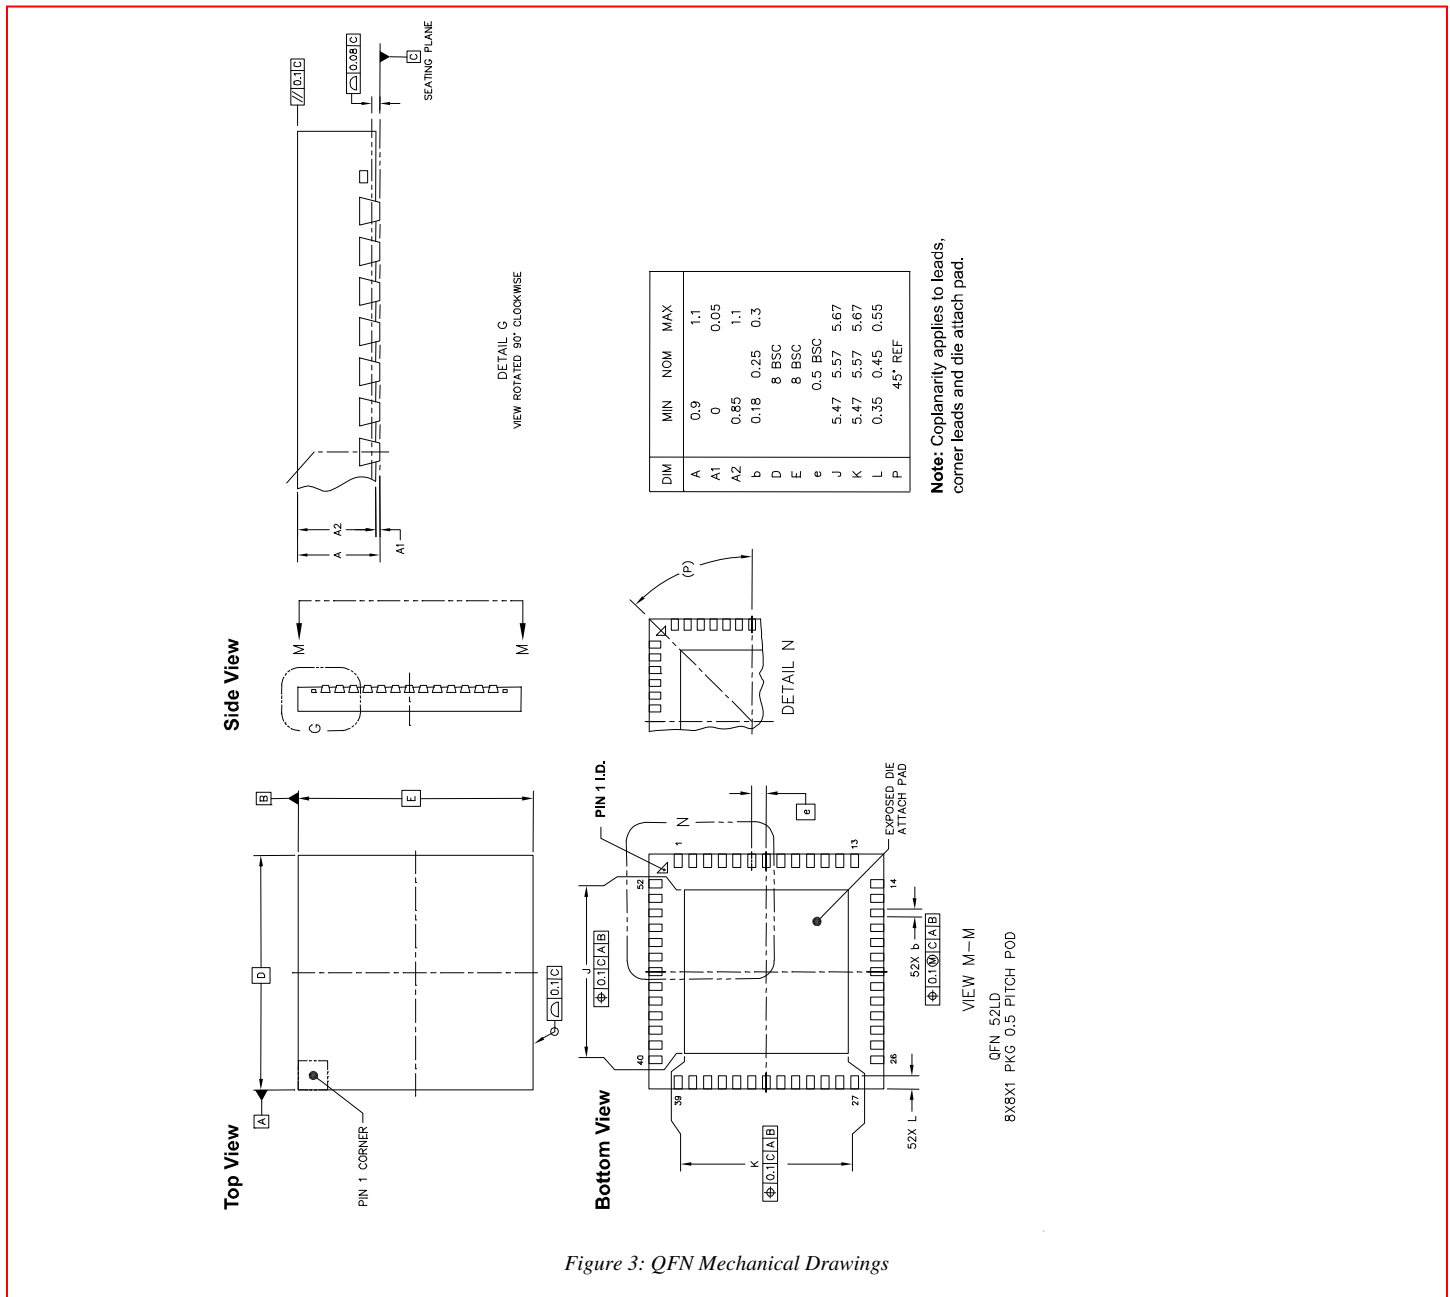 Top View
A
D
B
E
PIN 1 CORNER
0.1 C
Side View
G
M
M
A
A2
A1
// 0.1 C
0.08 C
C
SEATING PLANE
DETAIL G
VIEW ROTATED 90° CLOCKWISE
Bottom View
PIN 1 I.D.
J
⌖ 0.1 C A B
K
⌖ 0.1 C A B
52X L
52X b
⌖ 0.1 Ⓜ C A B
1
13
14
26
27
39
40
52
N
e
EXPOSED DIE
ATTACH PAD
VIEW M-M
QFN 52LD
8X8X1 PKG 0.5 PITCH POD
(P)
DETAIL N
DIM MIN NOM MAX
A 0.9 1.1
A1 0 0.05
A2 0.85 1.1
b 0.18 0.25 0.3
D 8 BSC
E 8 BSC
e 0.5 BSC
J 5.47 5.57 5.67
K 5.47 5.57 5.67
L 0.35 0.45 0.55
P 45° REF
Note: Coplanarity applies to leads,
corner leads and die attach pad.
Figure 3: QFN Mechanical Drawings